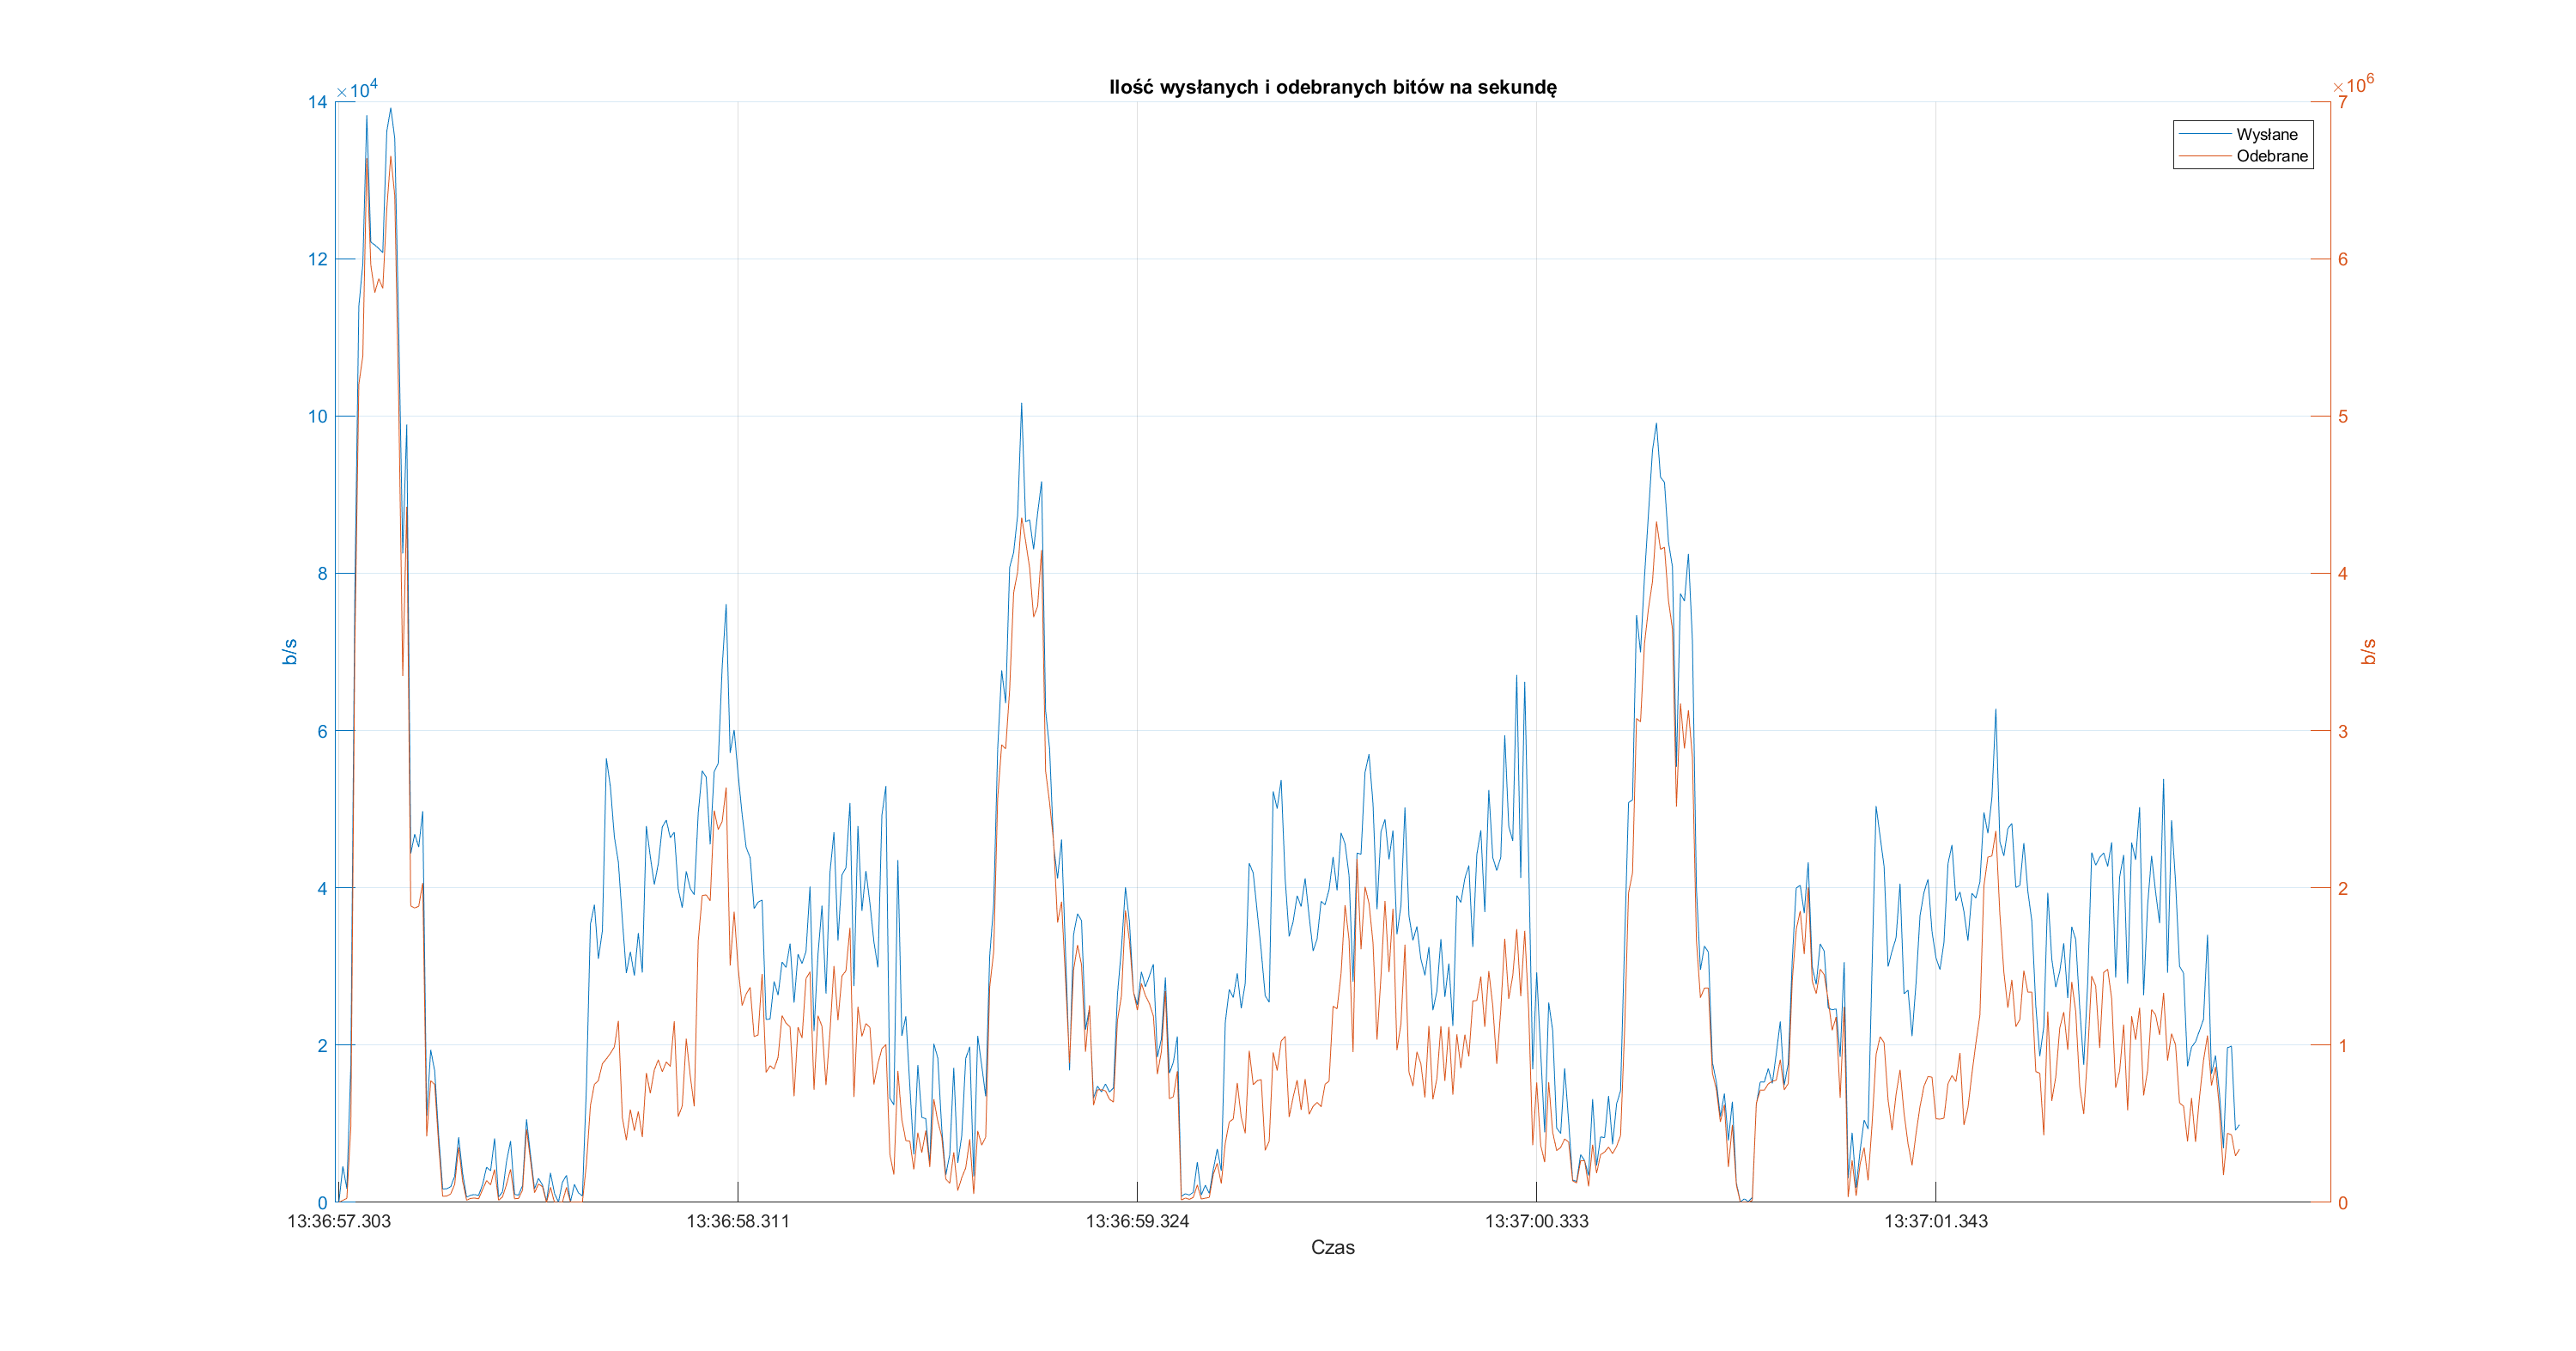 Ilość wysłanych i odebranych bitów na sekundę
×10^4
×10^6
14
12
10
8
6
4
2
0
b/s
7
6
5
4
3
2
1
0
b/s
Wysłane
Odebrane
13:36:57.303 13:36:58.311 13:36:59.324 13:37:00.333 13:37:01.343
Czas